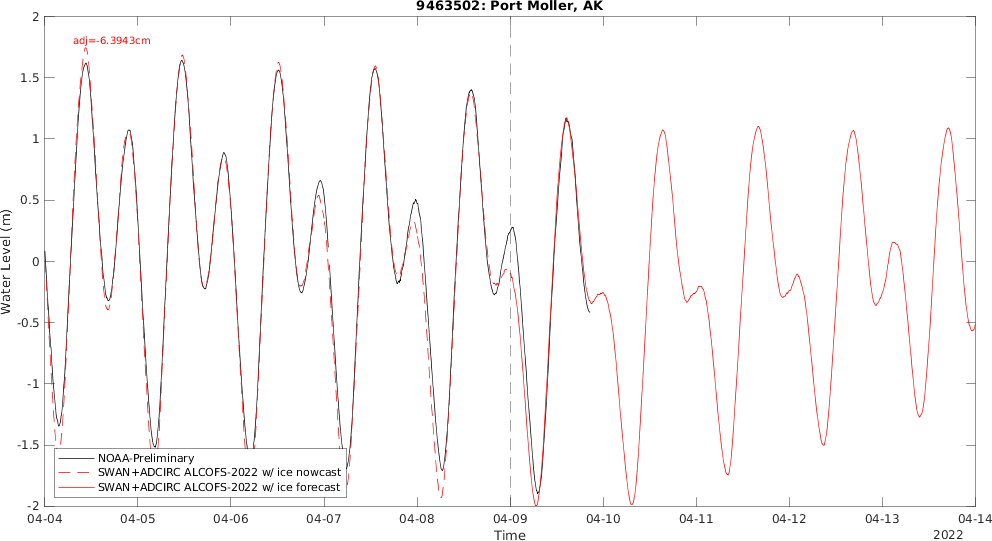 9463502: Port Moller, AK
adj=-6.3943cm
Water Level (m)
2
1.5
1
0.5
0
-0.5
-1
-1.5
-2
NOAA-Preliminary
SWAN+ADCIRC ALCOFS-2022 w/ ice nowcast
SWAN+ADCIRC ALCOFS-2022 w/ ice forecast
04-04 04-05 04-06 04-07 04-08 04-09 04-10 04-11 04-12 04-13 04-14
Time
2022